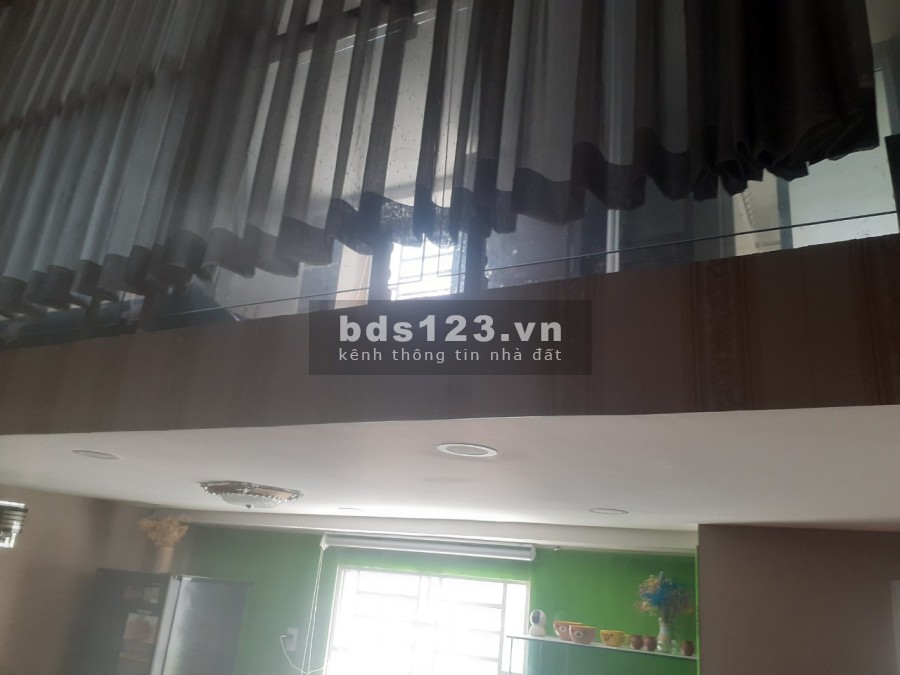 bds123.vn
kênh thông tin nhà đất